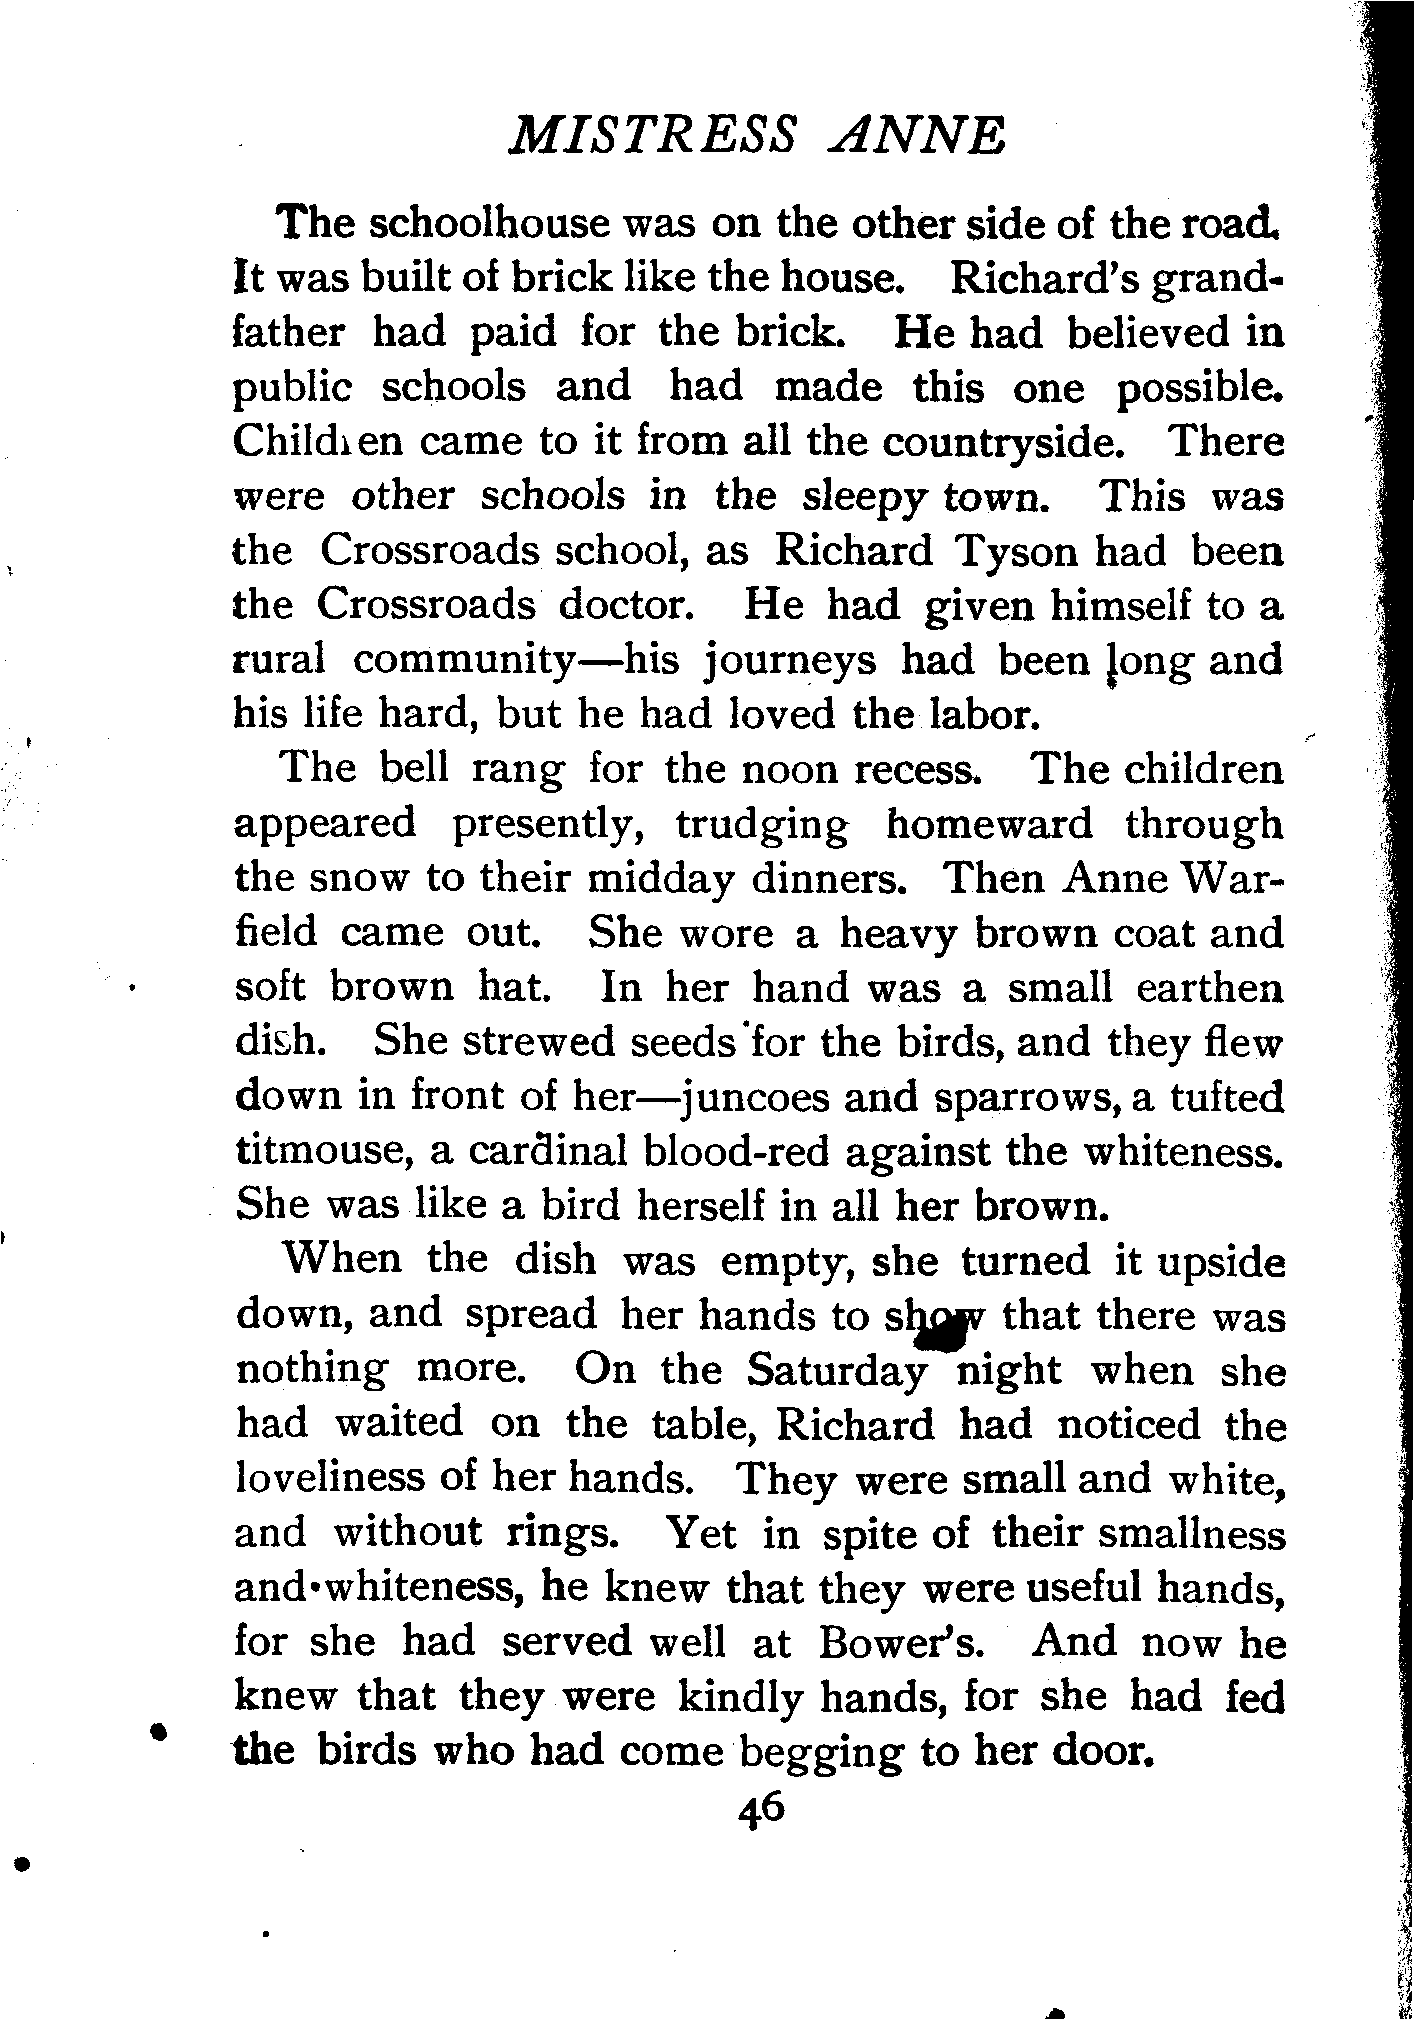 MISTRESS ANNE
The schoolhouse was on the other side of the road.
It was built of brick like the house. Richard's grand-
father had paid for the brick. He had believed in
public schools and had made this one possible.
Children came to it from all the countryside. There
were other schools in the sleepy town. This was
the Crossroads school, as Richard Tyson had been
the Crossroads doctor. He had given himself to a
rural community—his journeys had been long and
his life hard, but he had loved the labor.
The bell rang for the noon recess. The children
appeared presently, trudging homeward through
the snow to their midday dinners. Then Anne War-
field came out. She wore a heavy brown coat and
soft brown hat. In her hand was a small earthen
dish. She strewed seeds for the birds, and they flew
down in front of her—juncoes and sparrows, a tufted
titmouse, a cardinal blood-red against the whiteness.
She was like a bird herself in all her brown.
When the dish was empty, she turned it upside
down, and spread her hands to show that there was
nothing more. On the Saturday night when she
had waited on the table, Richard had noticed the
loveliness of her hands. They were small and white,
and without rings. Yet in spite of their smallness
and whiteness, he knew that they were useful hands,
for she had served well at Bower's. And now he
knew that they were kindly hands, for she had fed
the birds who had come begging to her door.
46